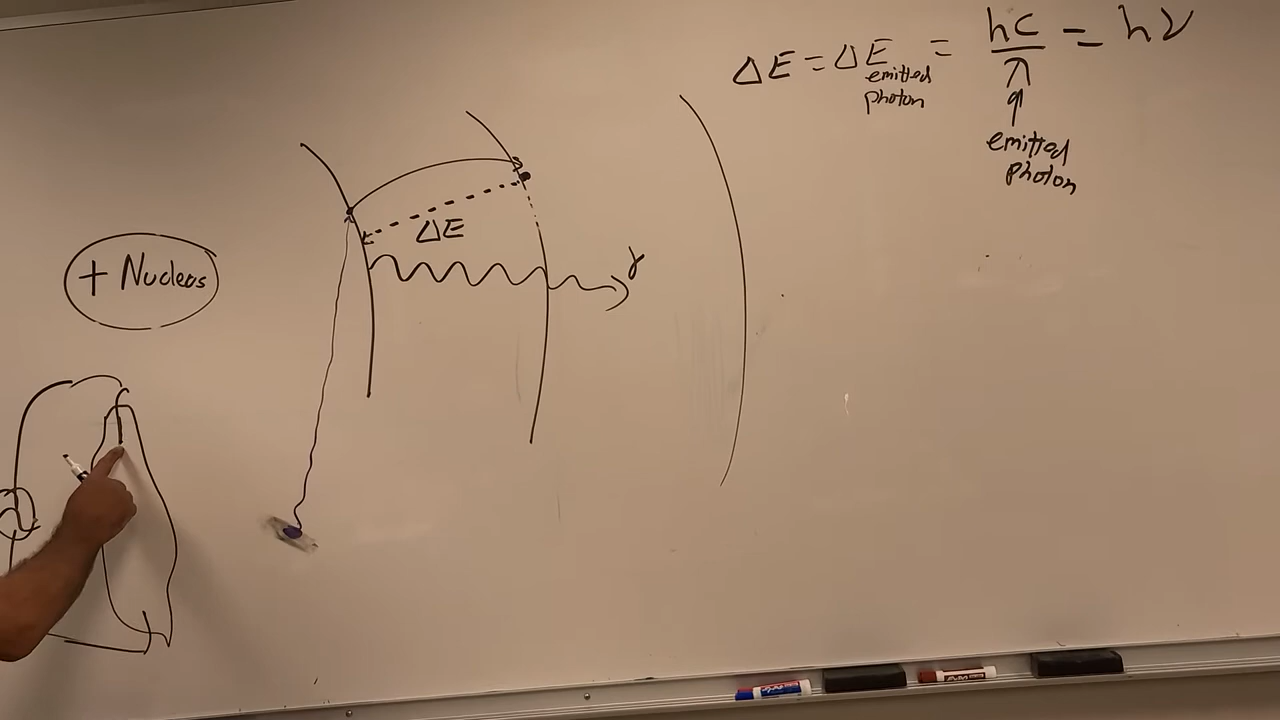 ΔE = ΔE emitted photon = hc/λ = hν
emitted
photon
ΔE
γ
+ Nucleus